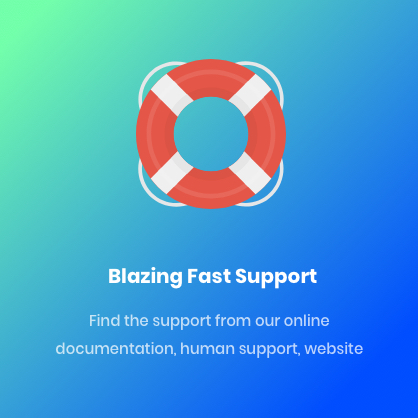 Blazing Fast Support
Find the support from our online
documentation, human support, website